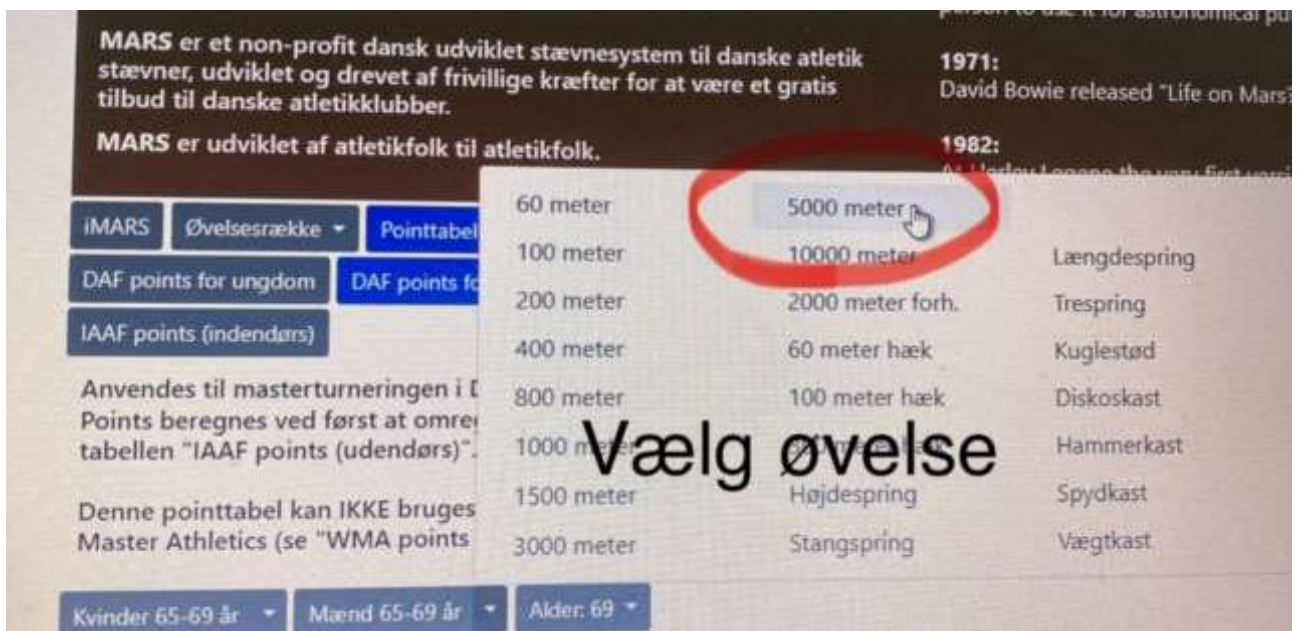 MARS er et non-profit dansk udviklet stævnesystem til danske atletik
stævner, udviklet og drevet af frivillige kræfter for at være et gratis
tilbud til danske atletikklubber.
MARS er udviklet af atletikfolk til atletikfolk.
1971:
David Bowie released "Life on Mars?
1982:
iMARS
Øvelsesrække
Pointtabel
DAF points for ungdom
DAF points fo
IAAF points (indendørs)
Anvendes til masterturneringen i D
Points beregnes ved først at omreg
tabellen "IAAF points (udendørs)".
Denne pointtabel kan IKKE bruges
Master Athletics (se "WMA points
60 meter
100 meter
200 meter
400 meter
800 meter
1000 meter
1500 meter
3000 meter
5000 meter
10000 meter
2000 meter forh.
60 meter hæk
100 meter hæk
Højdespring
Stangspring
Længdespring
Trespring
Kuglestød
Diskoskast
Hammerkast
Spydkast
Vægtkast
Vælg øvelse
Kvinder 65-69 år
Mænd 65-69 år
Alder: 69